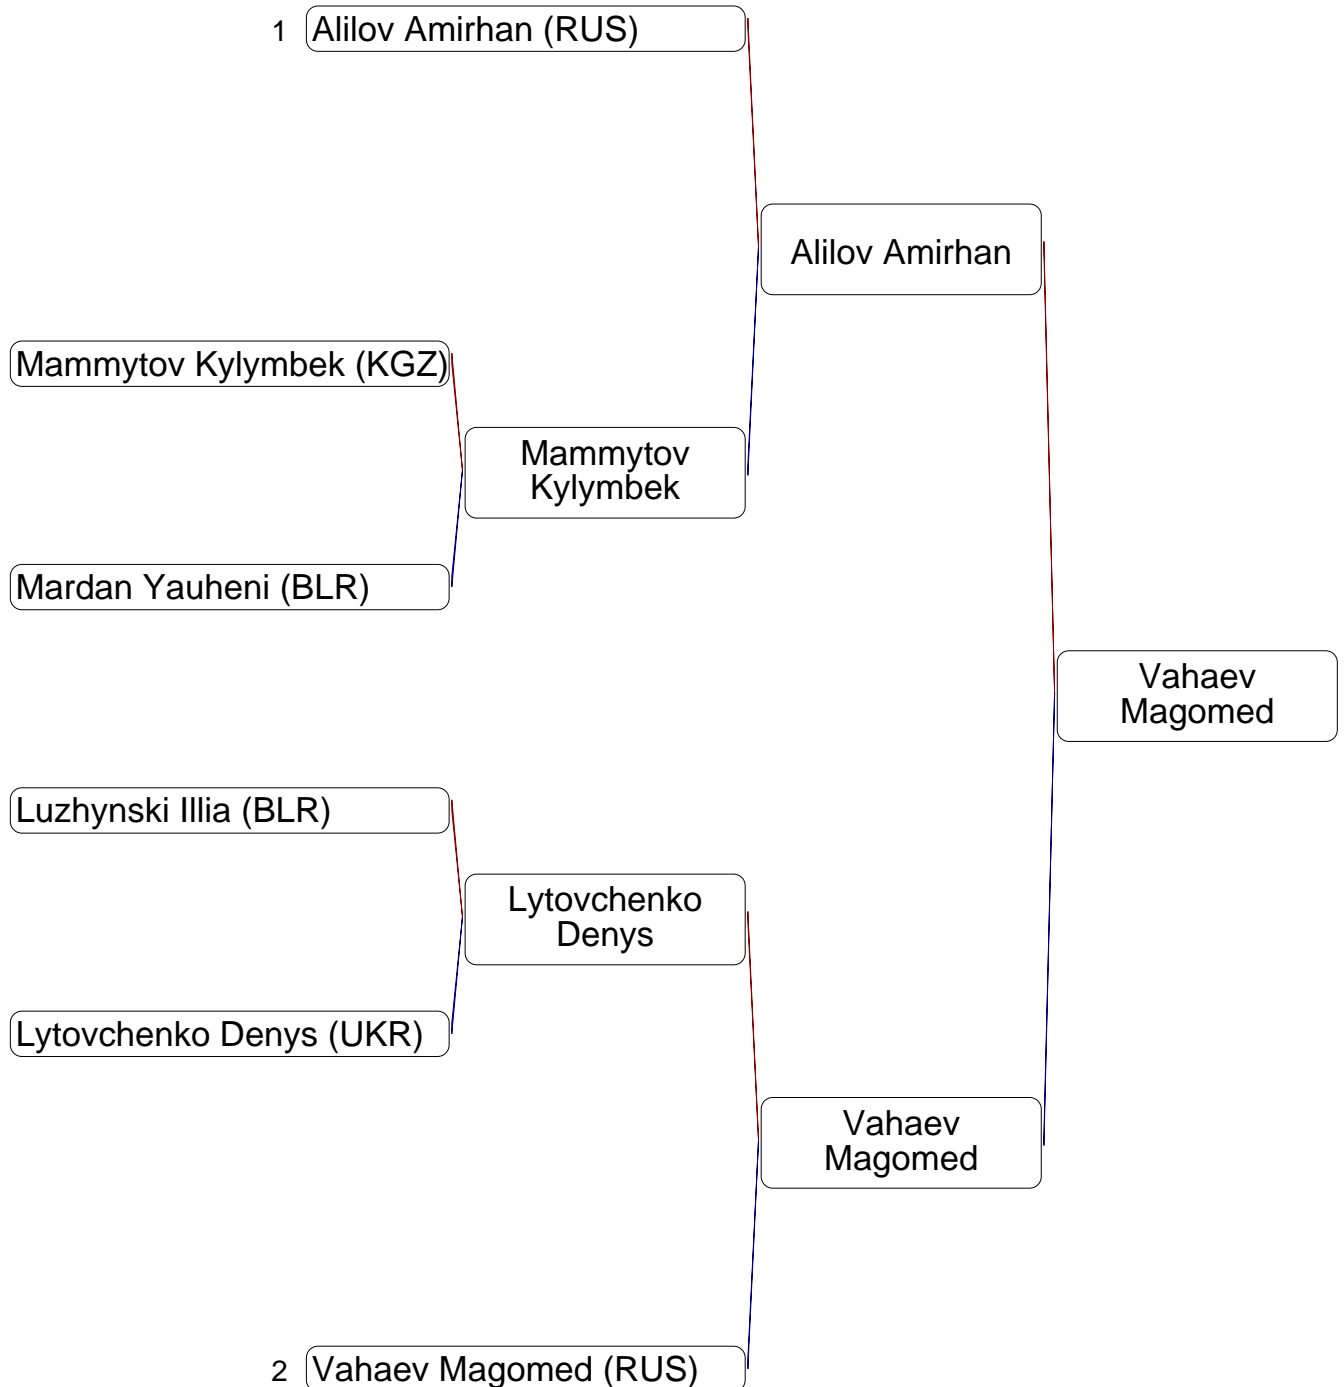 1 Alilov Amirhan (RUS)
Alilov Amirhan
Mammytov Kylymbek (KGZ)
Mammytov
Kylymbek
Mardan Yauheni (BLR)
Vahaev
Magomed
Luzhynski Illia (BLR)
Lytovchenko
Denys
Lytovchenko Denys (UKR)
Vahaev
Magomed
2 Vahaev Magomed (RUS)